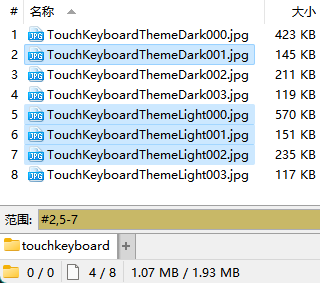 # 名称 大小
1 TouchKeyboardThemeDark000.jpg 423 KB
2 TouchKeyboardThemeDark001.jpg 145 KB
3 TouchKeyboardThemeDark002.jpg 211 KB
4 TouchKeyboardThemeDark003.jpg 119 KB
5 TouchKeyboardThemeLight000.jpg 570 KB
6 TouchKeyboardThemeLight001.jpg 151 KB
7 TouchKeyboardThemeLight002.jpg 235 KB
8 TouchKeyboardThemeLight003.jpg 117 KB
范围: #2,5-7
touchkeyboard +
0 / 0 4 / 8 1.07 MB / 1.93 MB